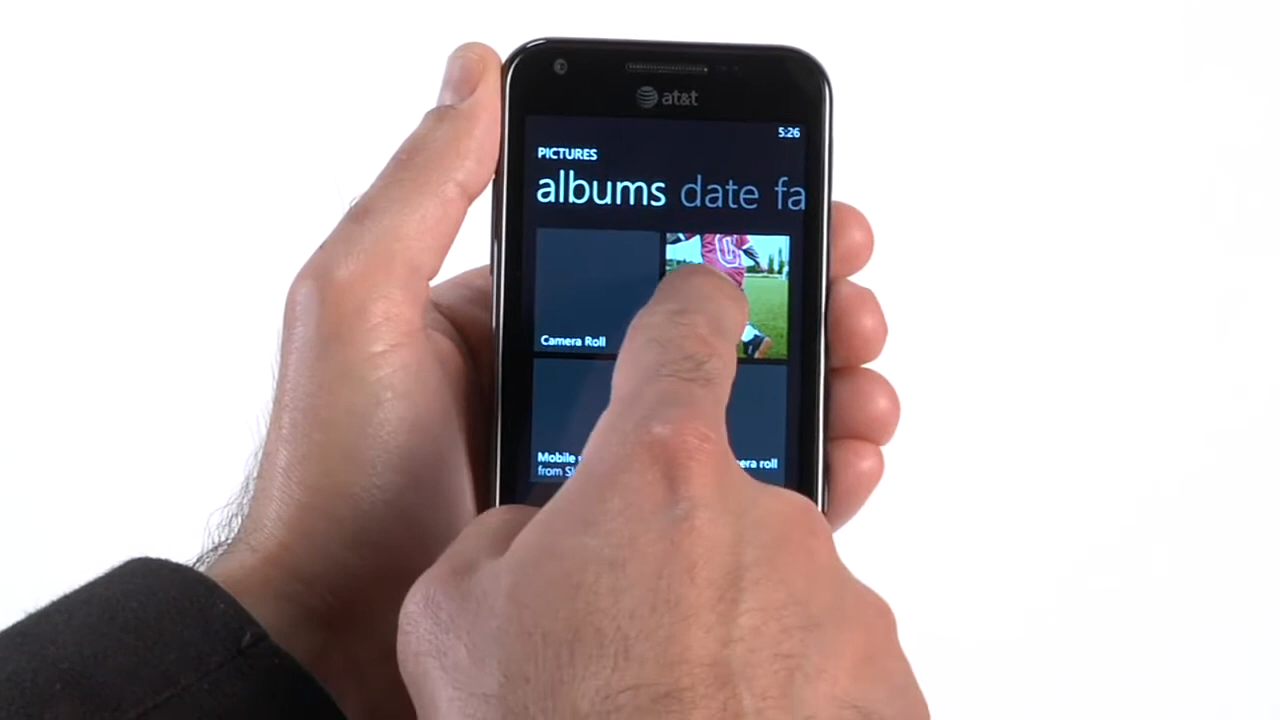 at&t
5:26
PICTURES
albums date fa
Camera Roll
Mobile
from
era roll